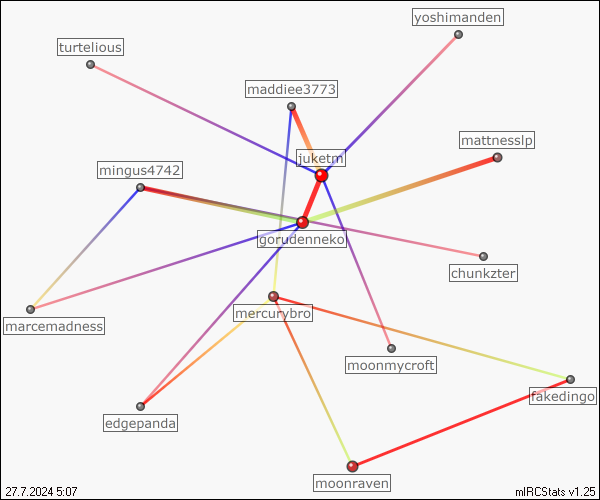 yoshimanden
turtelious
maddiee3773
mattnesslp
juketm
mingus4742
gorudenneko
chunkzter
mercurybro
marcemadness
moonmycroft
fakedingo
edgepanda
moonraven
27.7.2024 5:07
mIRCStats v1.25